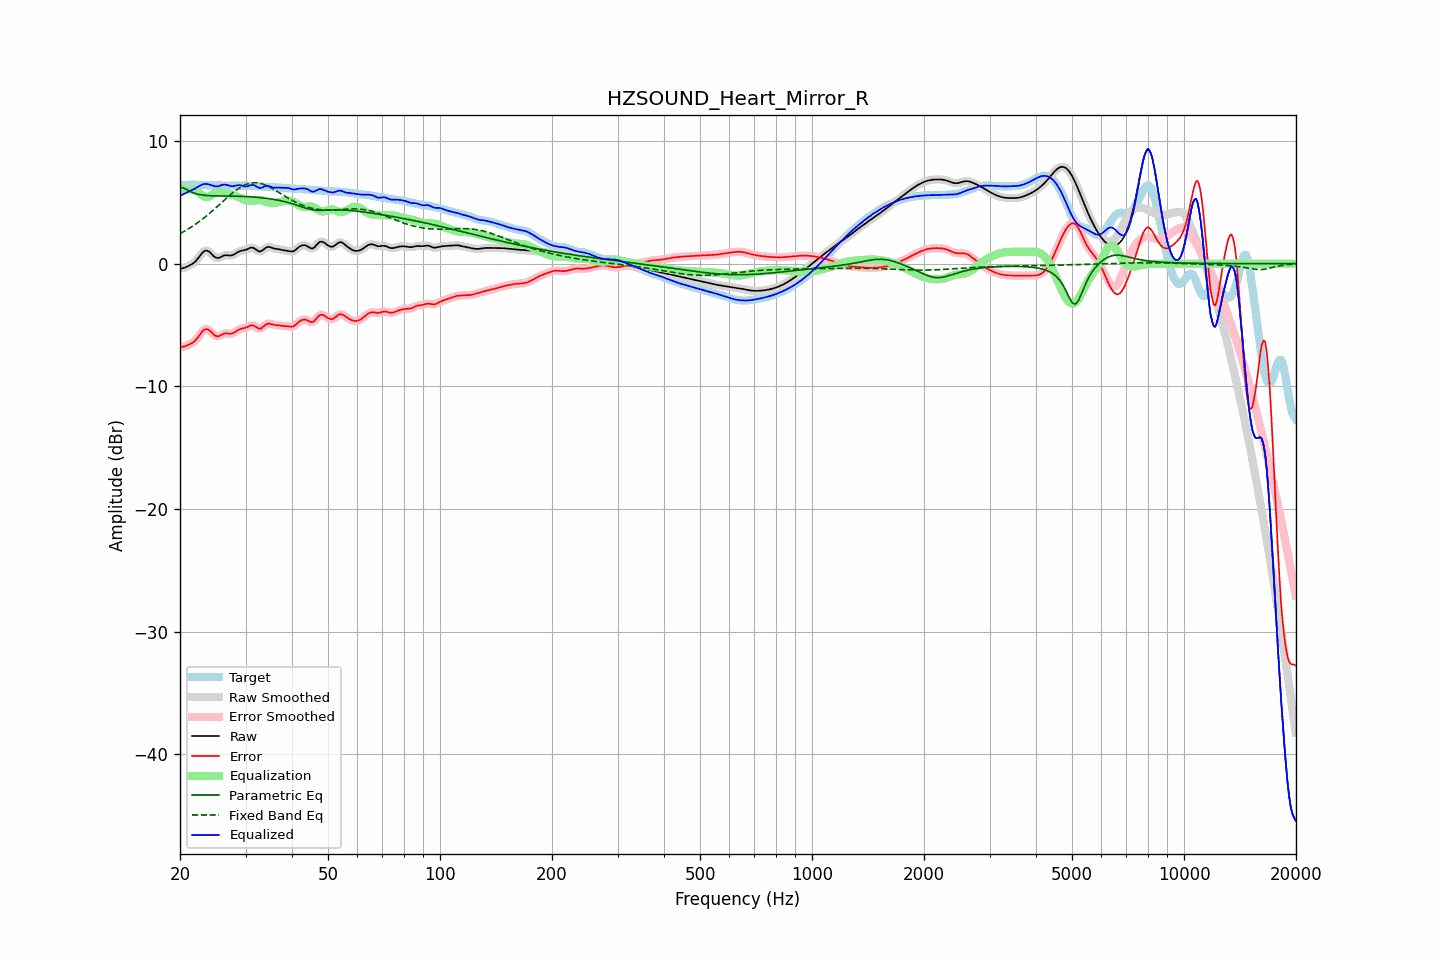 HZSOUND_Heart_Mirror_R
10
0
−10
−20
−30
−40
Amplitude (dBr)
Target
Raw Smoothed
Error Smoothed
Raw
Error
Equalization
Parametric Eq
Fixed Band Eq
Equalized
20 50 100 200 500 1000 2000 5000 10000 20000
Frequency (Hz)